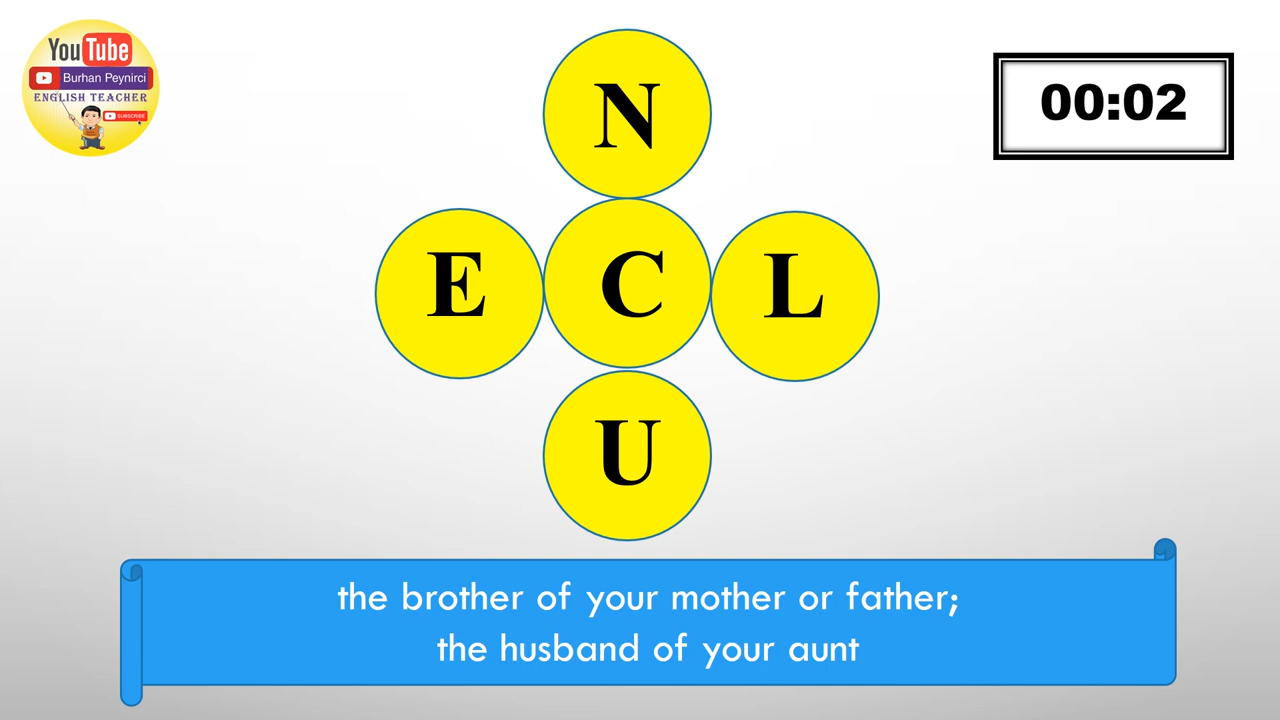 YouTube
Burhan Peynirci
ENGLISH TEACHER
SUBSCRIBE
00:02
N
E C L
U
the brother of your mother or father;
the husband of your aunt